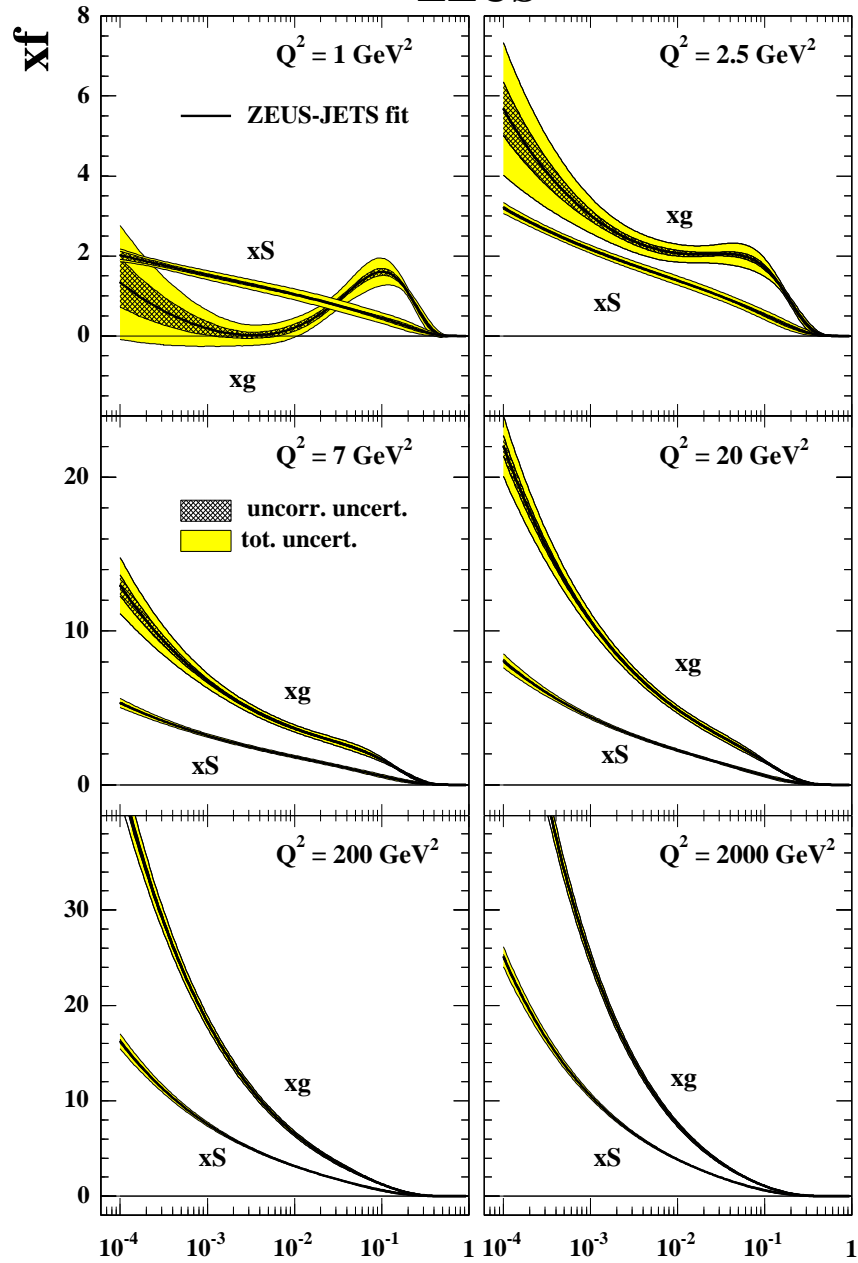 xf
8
6
4
2
0
Q² = 1 GeV²
ZEUS-JETS fit
xS
xg
Q² = 2.5 GeV²
xg
xS
20
10
0
Q² = 7 GeV²
uncorr. uncert.
tot. uncert.
xg
xS
Q² = 20 GeV²
xg
xS
30
20
10
0
Q² = 200 GeV²
xg
xS
Q² = 2000 GeV²
xg
xS
10⁻⁴ 10⁻³ 10⁻² 10⁻¹ 1 10⁻⁴ 10⁻³ 10⁻² 10⁻¹ 1